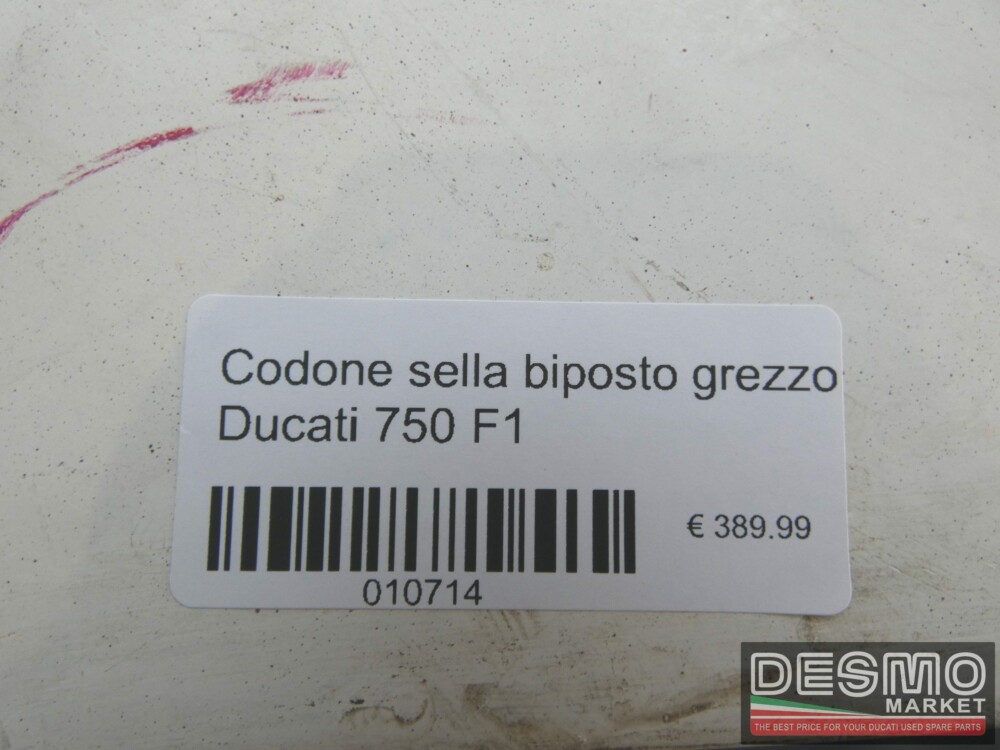 Codone sella biposto grezzo
Ducati 750 F1
€ 389.99
010714
DESMO
MARKET
THE BEST PRICE FOR YOUR DUCATI USED SPARE PARTS